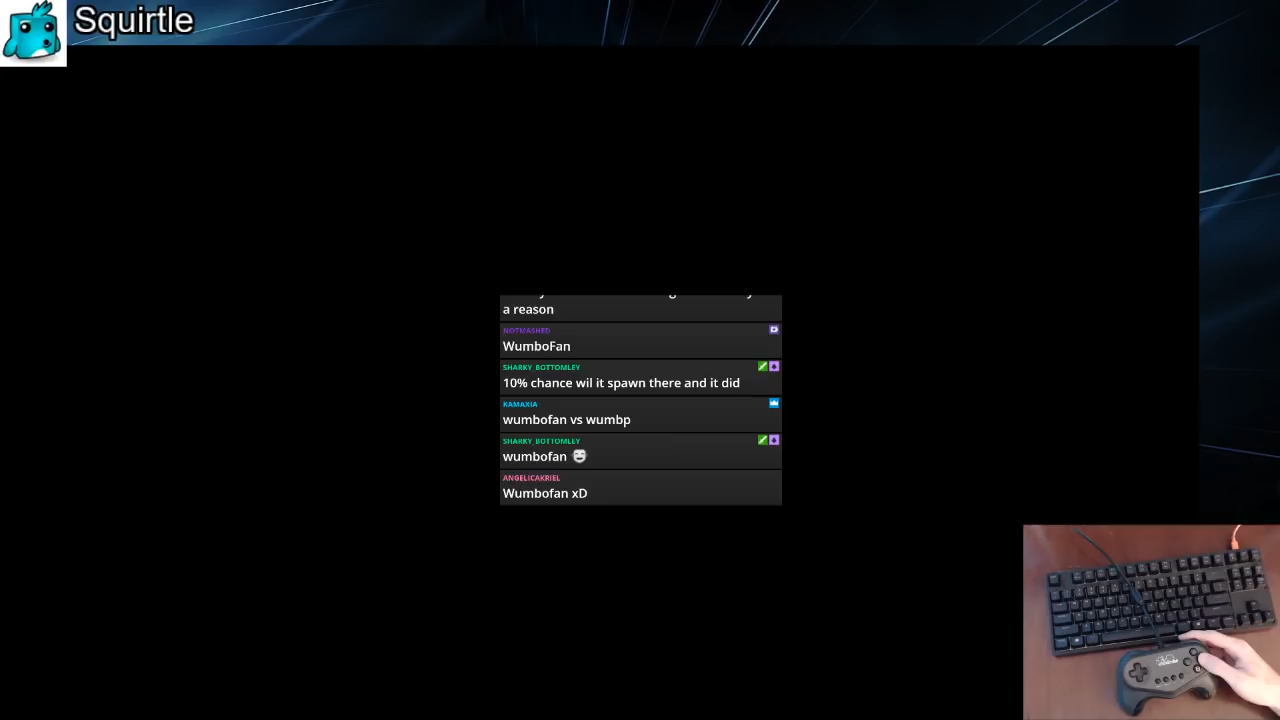 Squirtle
a reason
NOTMASHED
WumboFan
SHARKY_BOTTOMLEY
10% chance wil it spawn there and it did
KAMAXIA
wumbofan vs wumbp
SHARKY_BOTTOMLEY
wumbofan
ANGELICAKRIEL
Wumbofan xD